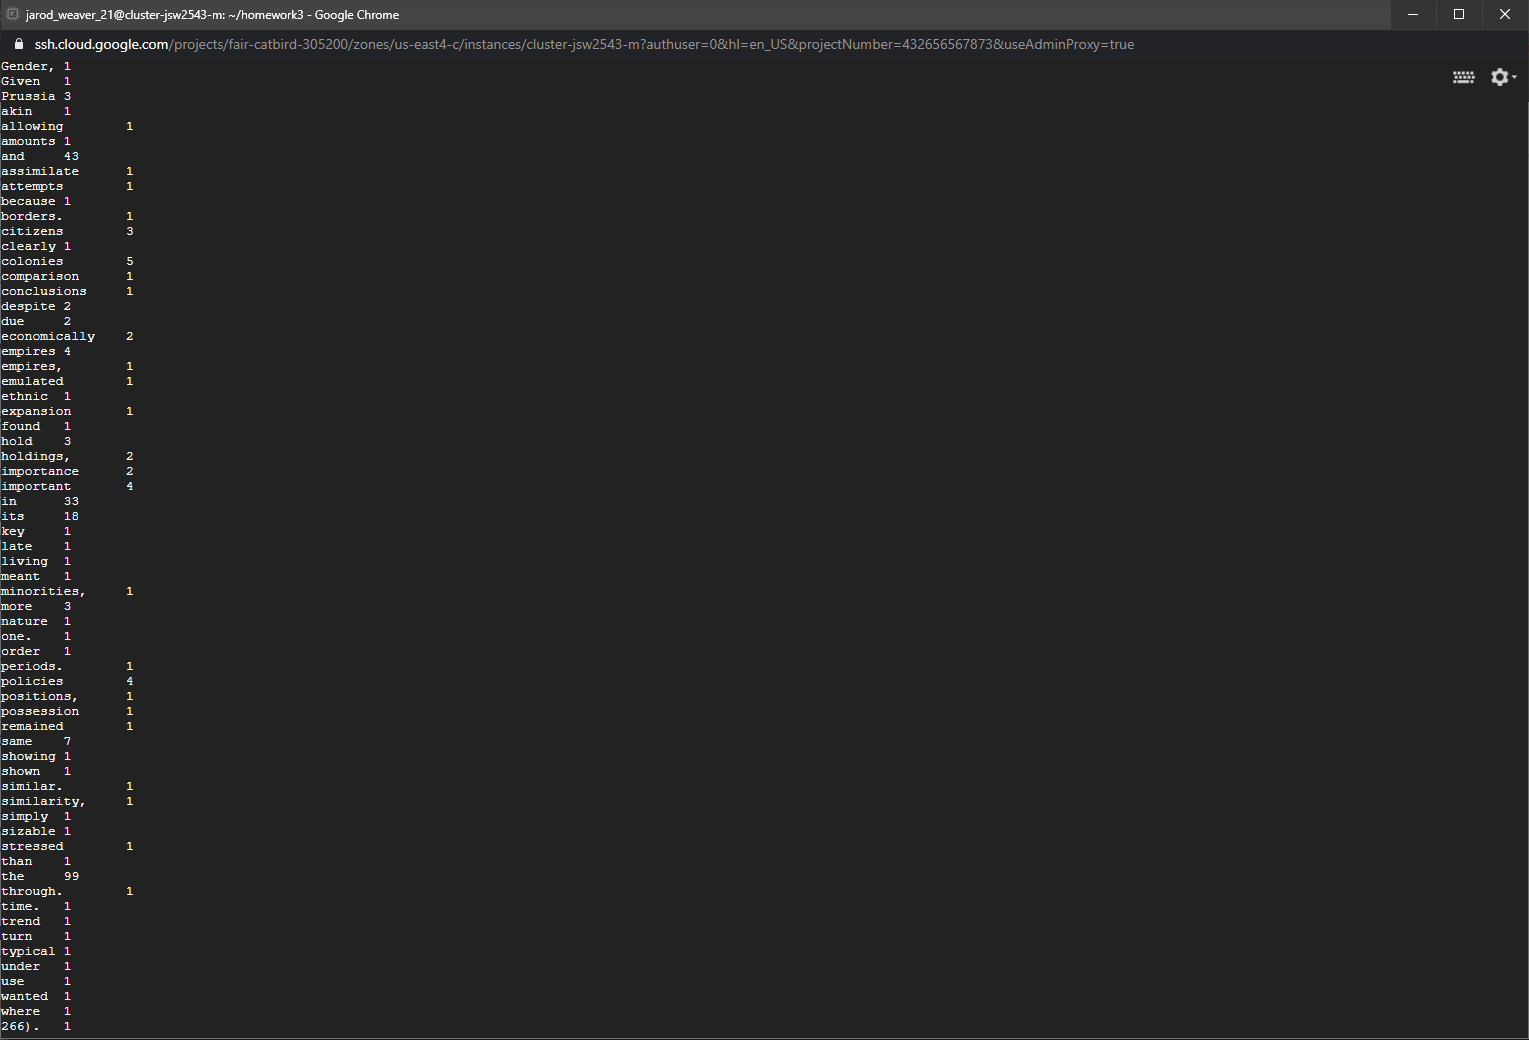 jarod_weaver_21@cluster-jsw2543-m: ~/homework3 - Google Chrome
ssh.cloud.google.com/projects/fair-catbird-305200/zones/us-east4-c/instances/cluster-jsw2543-m?authuser=0&hl=en_US&projectNumber=432656567873&useAdminProxy=true
Gender, 1
Given 1
Prussia 3
akin 1
allowing 1
amounts 1
and 43
assimilate 1
attempts 1
because 1
borders. 1
citizens 3
clearly 1
colonies 5
comparison 1
conclusions 1
despite 2
due 2
economically 2
empires 4
empires, 1
emulated 1
ethnic 1
expansion 1
found 1
hold 3
holdings, 2
importance 2
important 4
in 33
its 18
key 1
late 1
living 1
meant 1
minorities, 1
more 3
nature 1
one. 1
order 1
periods. 1
policies 4
positions, 1
possession 1
remained 1
same 7
showing 1
shown 1
similar. 1
similarity, 1
simply 1
sizable 1
stressed 1
than 1
the 99
through. 1
time. 1
trend 1
turn 1
typical 1
under 1
use 1
wanted 1
where 1
266). 1